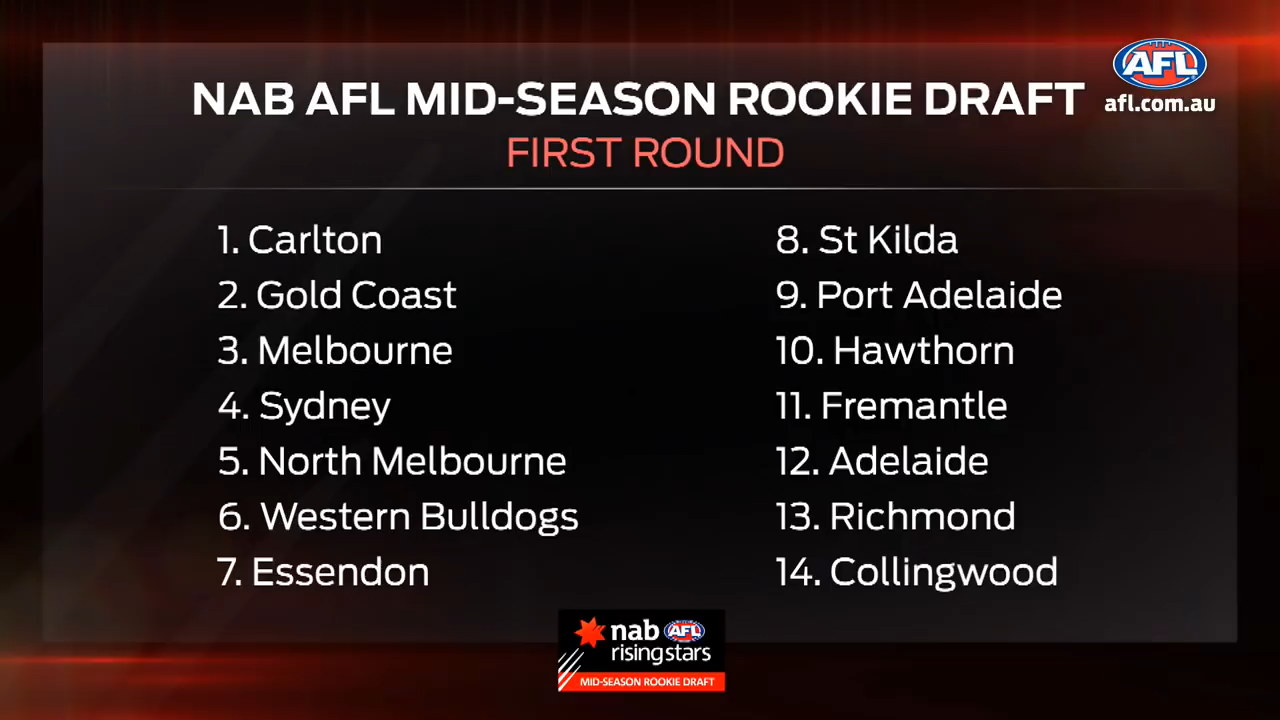 AFL
afl.com.au
NAB AFL MID-SEASON ROOKIE DRAFT
FIRST ROUND
1. Carlton
2. Gold Coast
3. Melbourne
4. Sydney
5. North Melbourne
6. Western Bulldogs
7. Essendon
8. St Kilda
9. Port Adelaide
10. Hawthorn
11. Fremantle
12. Adelaide
13. Richmond
14. Collingwood
nab AFL
rising stars
MID-SEASON ROOKIE DRAFT